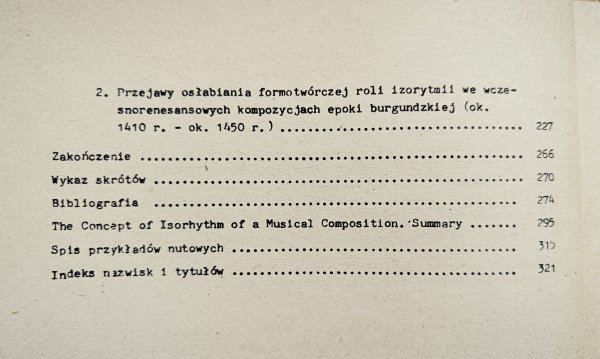 2. Przejawy osłabiania formotwórczej roli izorytmii we wcze-
snorenesansowych kompozycjach epoki burgundzkiej (ok.
1410 r. - ok. 1450 r.) .................................. 227
Zakończenie .................................................. 266
Wykaz skrótów ................................................ 270
Bibliografia ................................................. 274
The Concept of Isorhythm of a Musical Composition. Summary ....... 295
Spis przykładów nutowych ..................................... 315
Indeks nazwisk i tytułów ..................................... 321